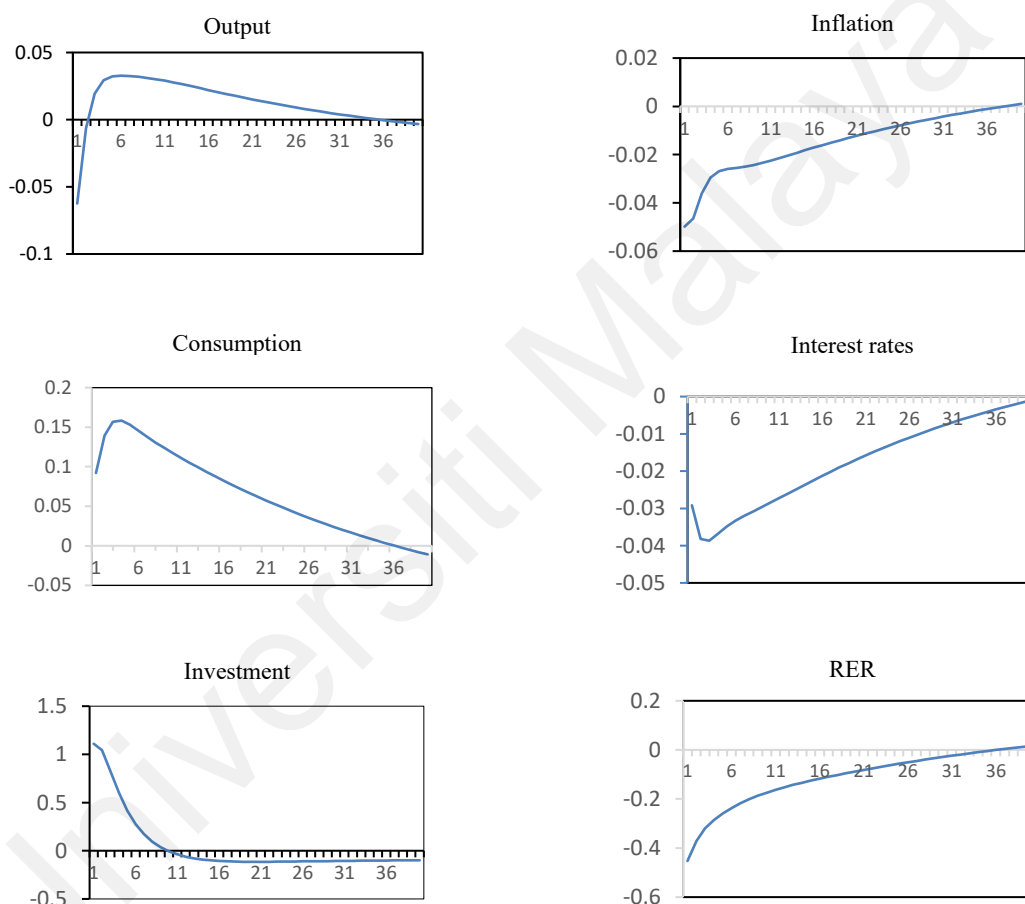 Output
0.05
0
-0.05
-0.1
1 6 11 16 21 26 31 36
Inflation
0.02
0
-0.02
-0.04
-0.06
1 6 11 16 21 26 31 36
Consumption
0.2
0.15
0.1
0.05
0
-0.05
1 6 11 16 21 26 31 36
Interest rates
0
-0.01
-0.02
-0.03
-0.04
-0.05
1 6 11 16 21 26 31 36
Investment
1.5
1
0.5
0
-0.5
1 6 11 16 21 26 31 36
RER
0.2
0
-0.2
-0.4
-0.6
1 6 11 16 21 26 31 36
Universiti Malaya